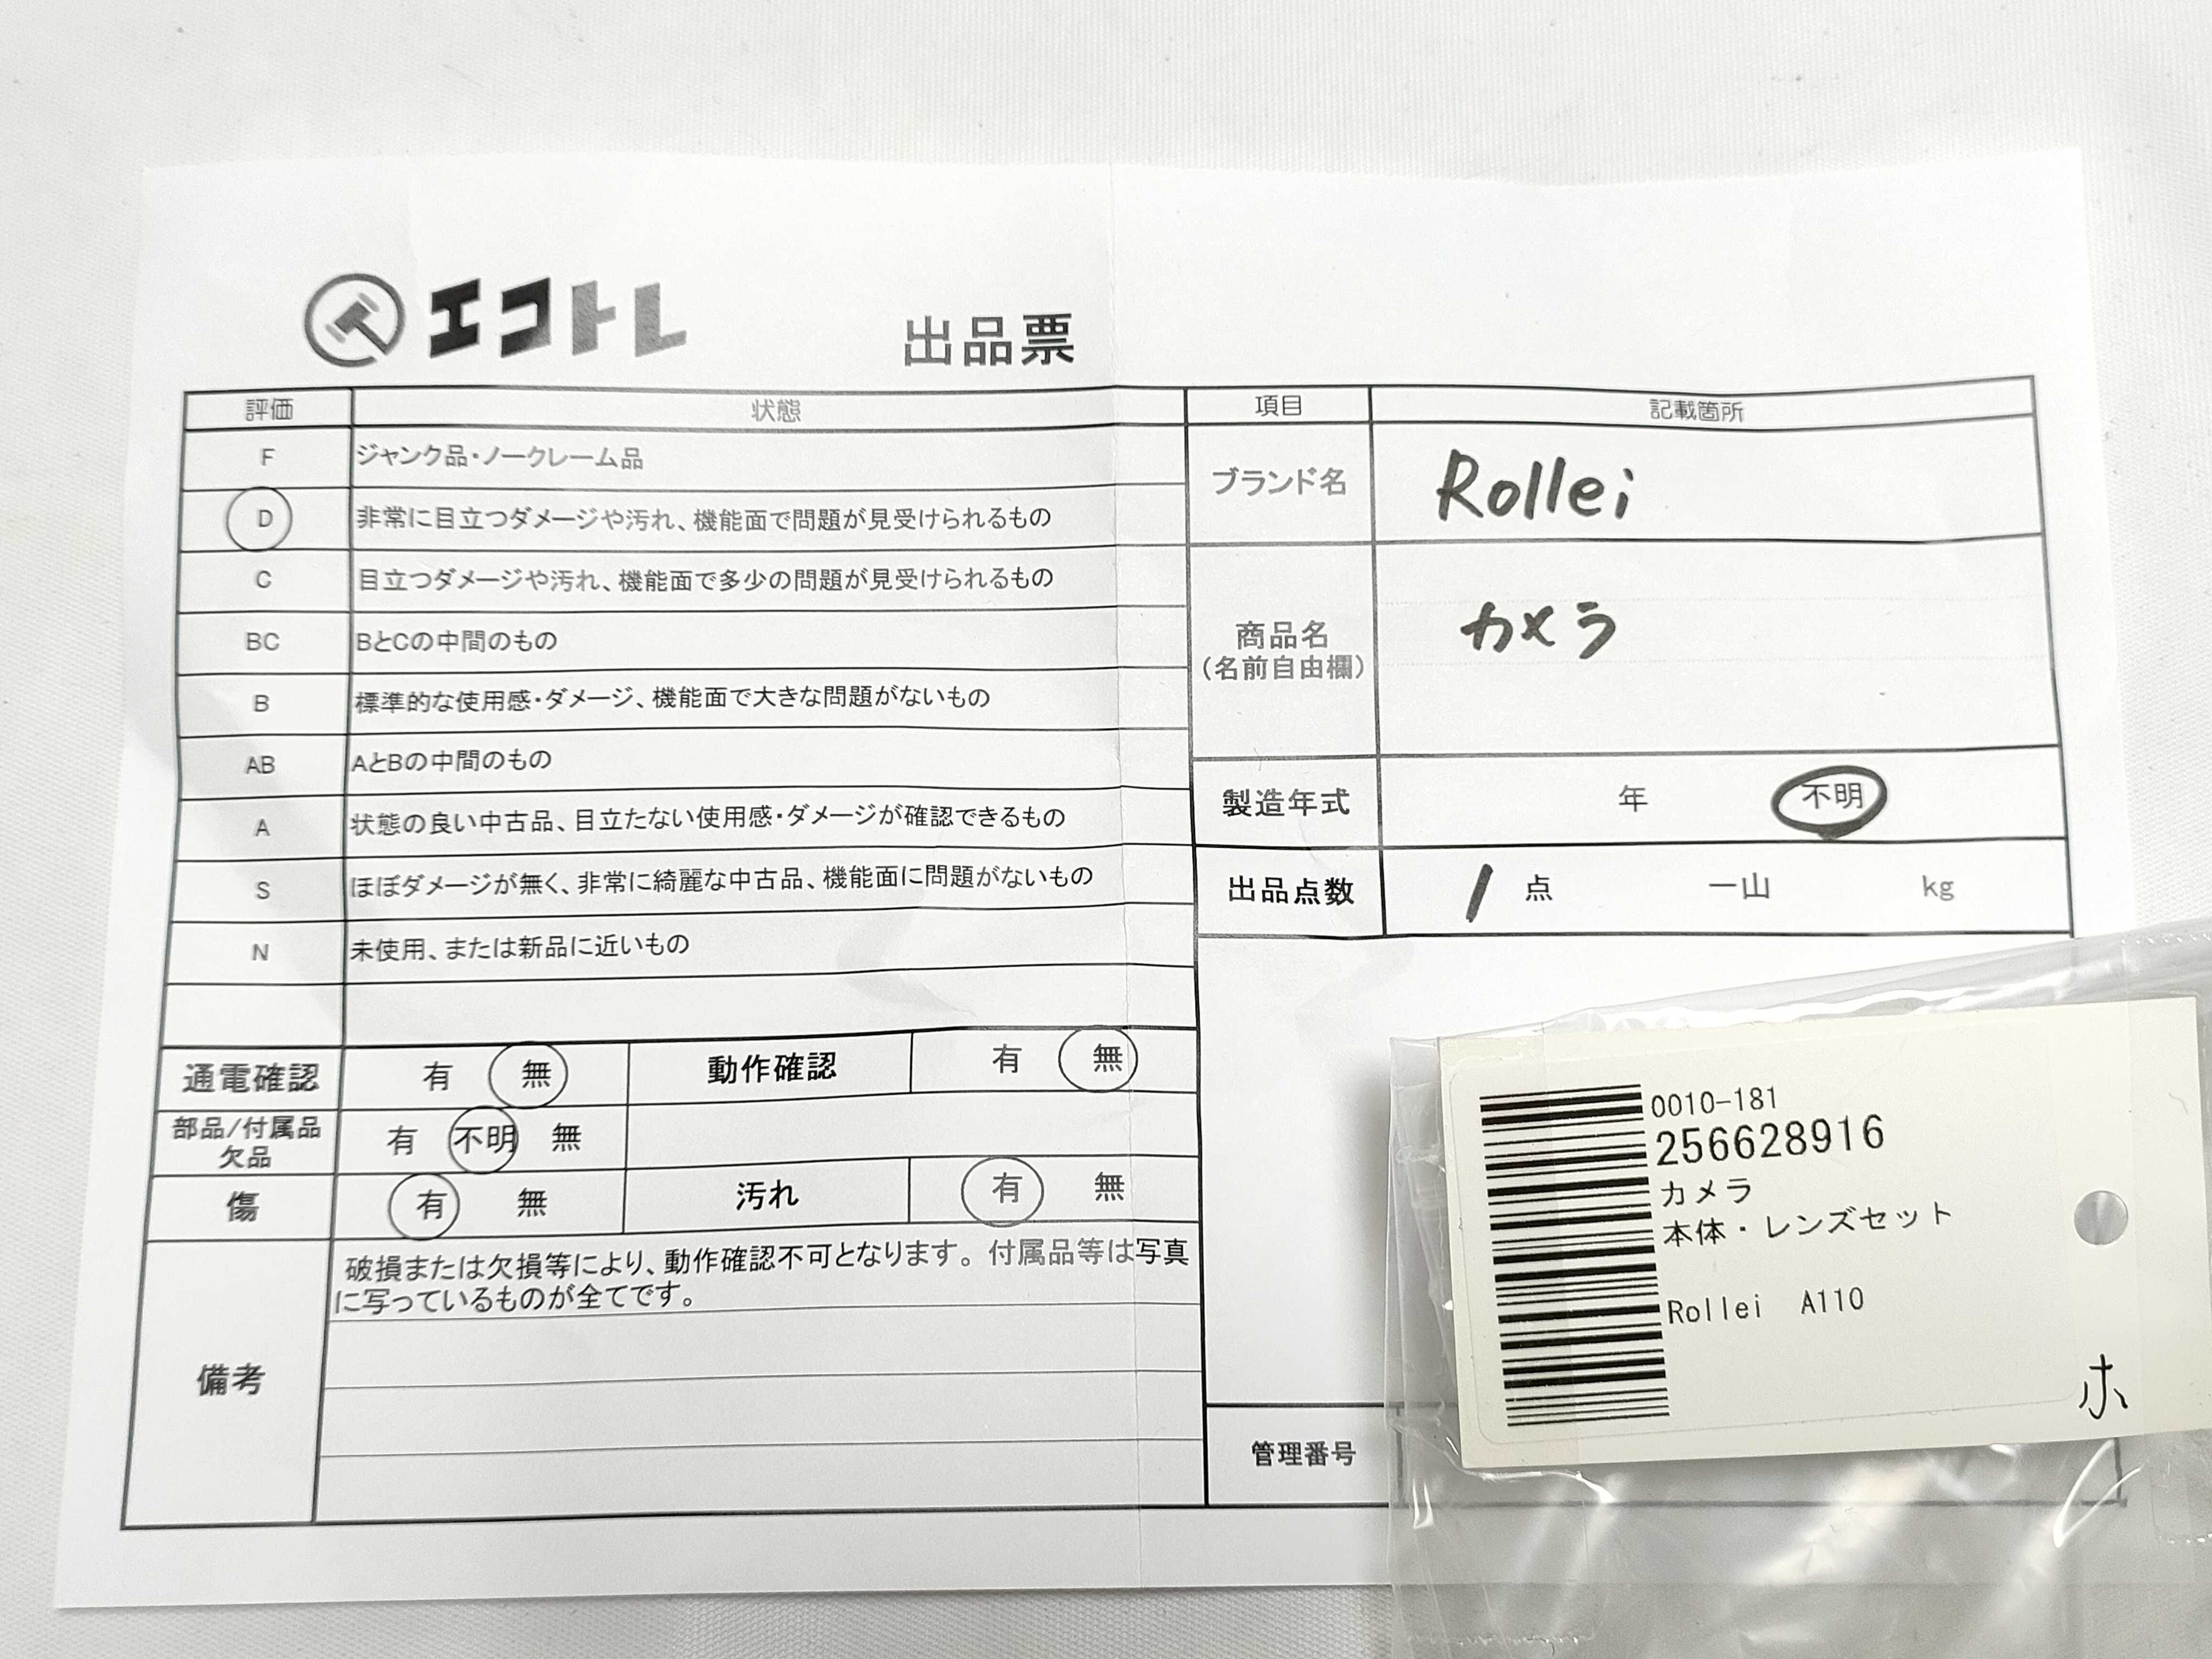 エコトレ
出品票
評価 状態
F ジャンク品・ノークレーム品
D 非常に目立つダメージや汚れ、機能面で問題が見受けられるもの
C 目立つダメージや汚れ、機能面で多少の問題が見受けられるもの
BC BとCの中間のもの
B 標準的な使用感・ダメージ、機能面で大きな問題がないもの
AB AとBの中間のもの
A 状態の良い中古品、目立たない使用感・ダメージが確認できるもの
S ほぼダメージが無く、非常に綺麗な中古品、機能面に問題がないもの
N 未使用、または新品に近いもの
通電確認 有 無 動作確認 有 無
部品/付属品
欠品
有 不明 無
傷 有 無 汚れ 有 無
備考
破損または欠損等により、動作確認不可となります。付属品等は写真
に写っているものが全てです。
項目 記載箇所
ブランド名 Rollei
商品名
(名前自由欄)
カメラ
製造年式 年 不明
出品点数 1 点 一山 kg
管理番号
0010-181
256628916
カメラ
本体・レンズセット
Rollei A110
ホ